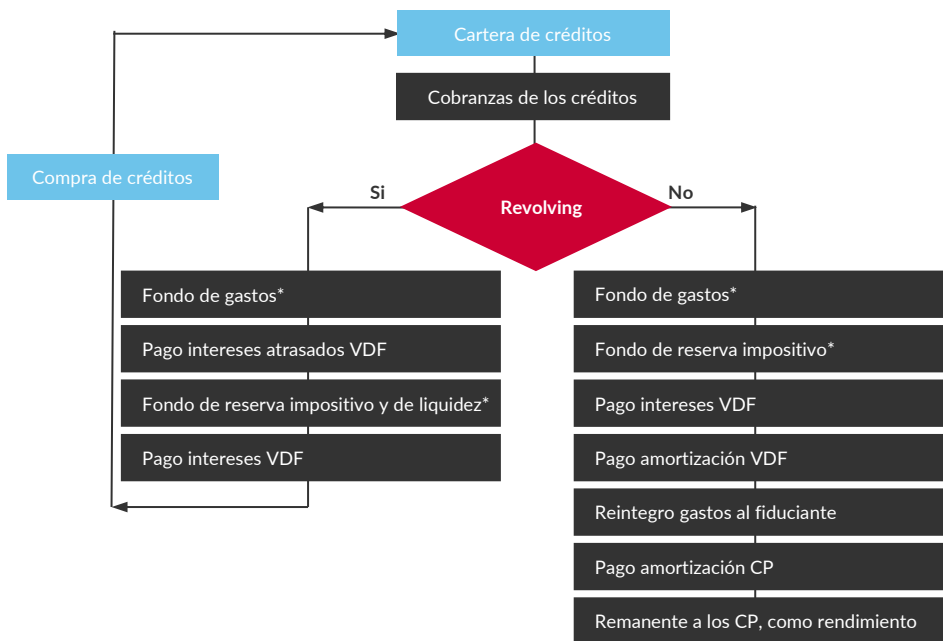 Cartera de créditos
Cobranzas de los créditos
Compra de créditos
Si
Revolving
No
Fondo de gastos*
Pago intereses atrasados VDF
Fondo de reserva impositivo y de liquidez*
Pago intereses VDF
Fondo de gastos*
Fondo de reserva impositivo*
Pago intereses VDF
Pago amortización VDF
Reintegro gastos al fiduciante
Pago amortización CP
Remanente a los CP, como rendimiento